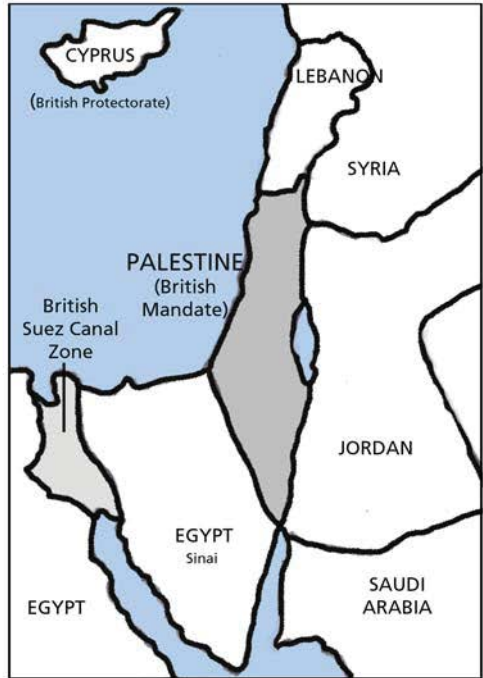 CYPRUS
(British Protectorate)
LEBANON
SYRIA
PALESTINE
(British
Mandate)
British
Suez Canal
Zone
JORDAN
EGYPT
Sinai
EGYPT
SAUDI
ARABIA